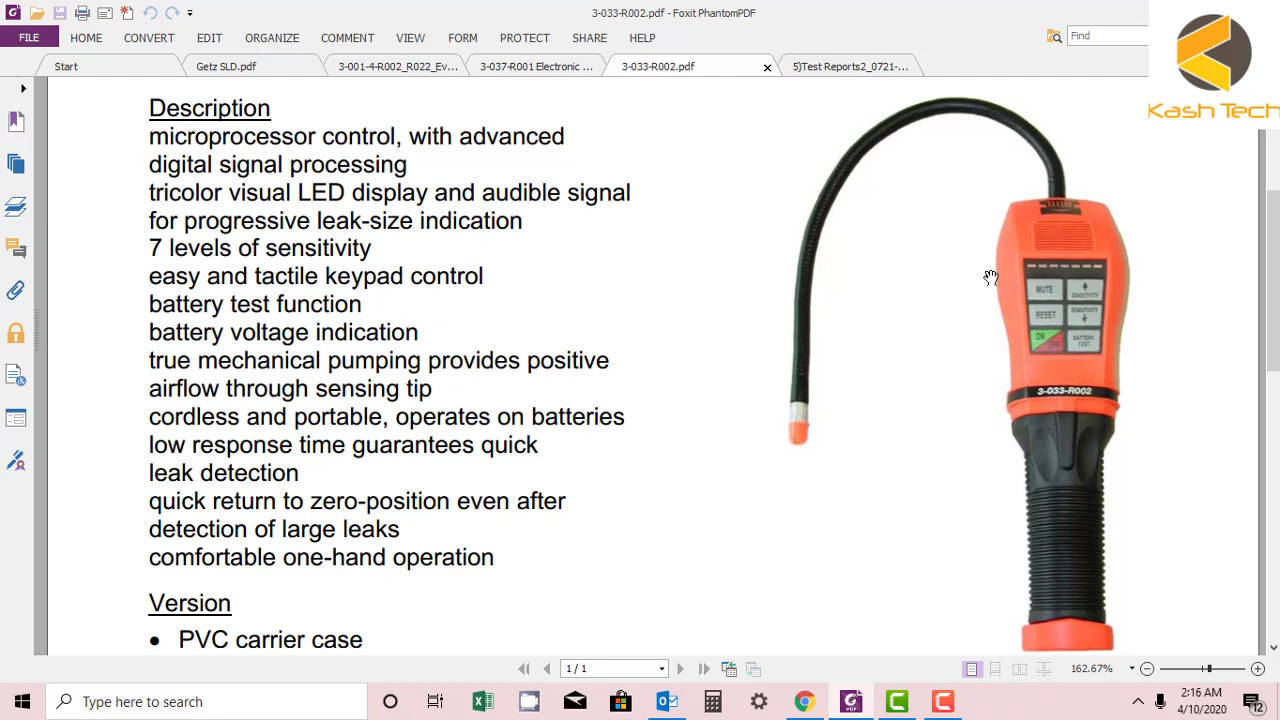 3-033-R002.pdf - Foxit PhantomPDF
FILE HOME CONVERT EDIT ORGANIZE COMMENT VIEW FORM PROTECT SHARE HELP
Find
Start
Getz SLD.pdf
3-001-4-R002_R022_Ev...
3-037-R001 Electronic ...
3-033-R002.pdf
5)Test Reports2_0721-...
Kash Tech
Description
microprocessor control, with advanced
digital signal processing
tricolor visual LED display and audible signal
for progressive leak-size indication
7 levels of sensitivity
easy and tactile keypad control
battery test function
battery voltage indication
true mechanical pumping provides positive
airflow through sensing tip
cordless and portable, operates on batteries
low response time guarantees quick
leak detection
quick return to zero-position even after
detection of large leaks
comfortable one-hand operation
Version
• PVC carrier case
DILO
MUTE
SENSITIVITY
RESET
SENSITIVITY
ON
OFF
BATTERY
TEST
3-033-R002
1 / 1
162.67%
Type here to search
2:16 AM
4/10/2020
12